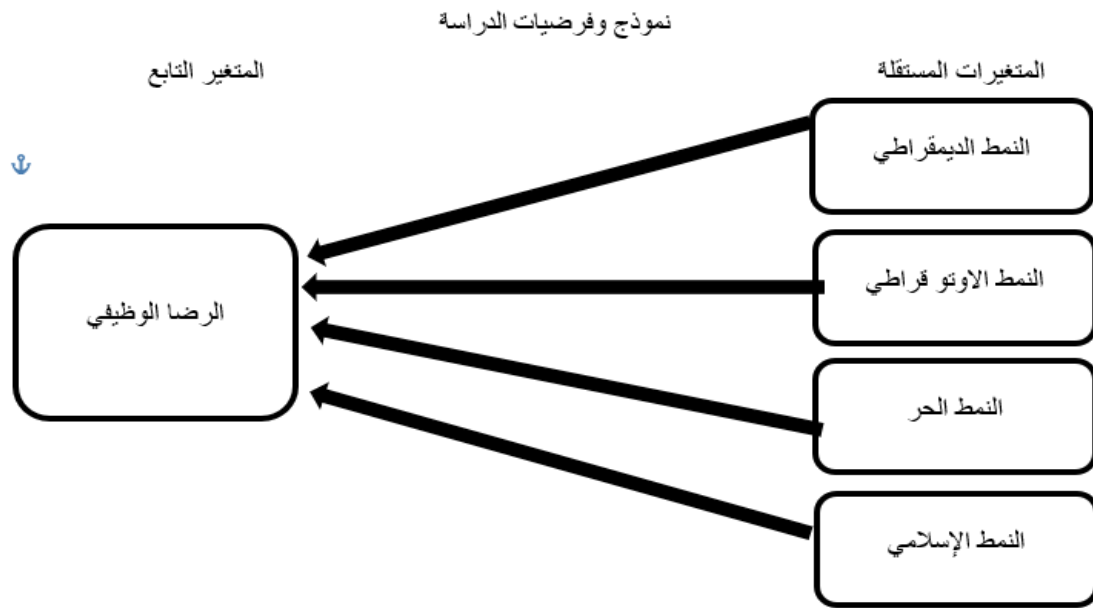 نموذج وفرضيات الدراسة
المتغيرات المستقلة
المتغير التابع
النمط الديمقراطي
النمط الاوتو قراطي
الرضا الوظيفي
النمط الحر
النمط الإسلامي